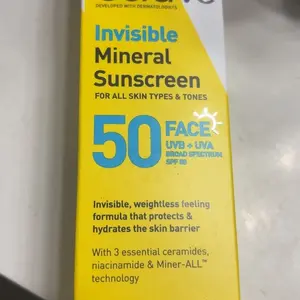 DEVELOPED WITH DERMATOLOGISTS
Invisible
Mineral
Sunscreen
FOR ALL SKIN TYPES & TONES
50 FACE
UVB + UVA
BROAD SPECTRUM
SPF 50
Invisible, weightless feeling
formula that protects &
hydrates the skin barrier
With 3 essential ceramides,
niacinamide & Miner-ALL™
technology